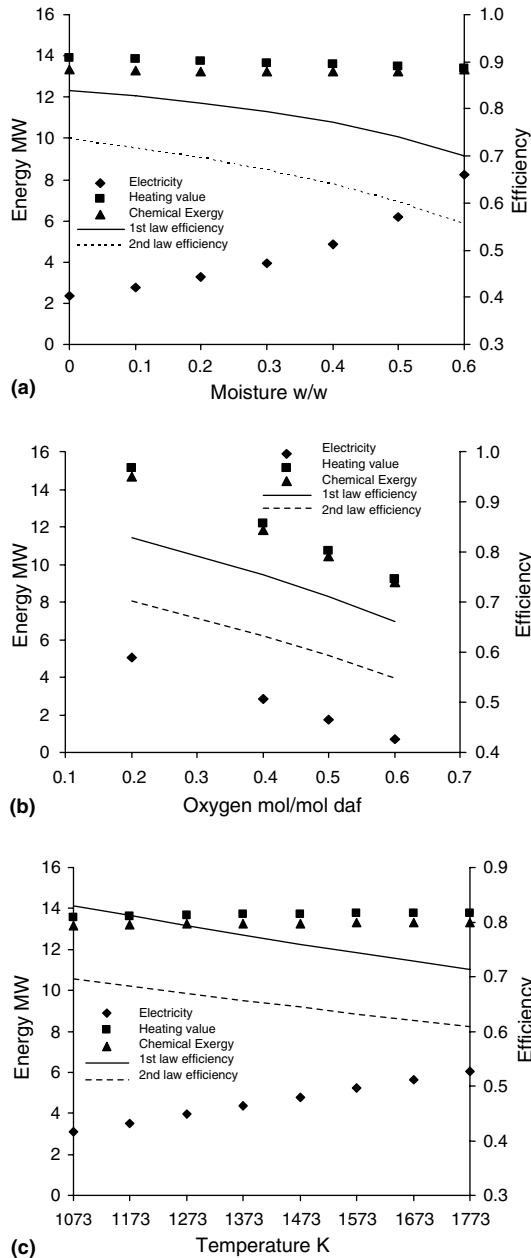 16
14
12
10
8
6
4
2
0
Energy MW
1.0
0.9
0.8
0.7
0.6
0.5
0.4
0.3
Efficiency
Electricity
Heating value
Chemical Exergy
1st law efficiency
2nd law efficiency
0 0.1 0.2 0.3 0.4 0.5 0.6
(a)
Moisture w/w
16
14
12
10
8
6
4
2
0
Energy MW
1.0
0.9
0.8
0.7
0.6
0.5
0.4
Efficiency
Electricity
Heating value
Chemical Exergy
1st law efficiency
2nd law efficiency
0.1 0.2 0.3 0.4 0.5 0.6 0.7
(b)
Oxygen mol/mol daf
16
14
12
10
8
6
4
2
0
Energy MW
0.9
0.8
0.7
0.6
0.5
0.4
0.3
Efficiency
Electricity
Heating value
Chemical Exergy
1st law efficiency
2nd law efficiency
1073 1173 1273 1373 1473 1573 1673 1773
(c)
Temperature K